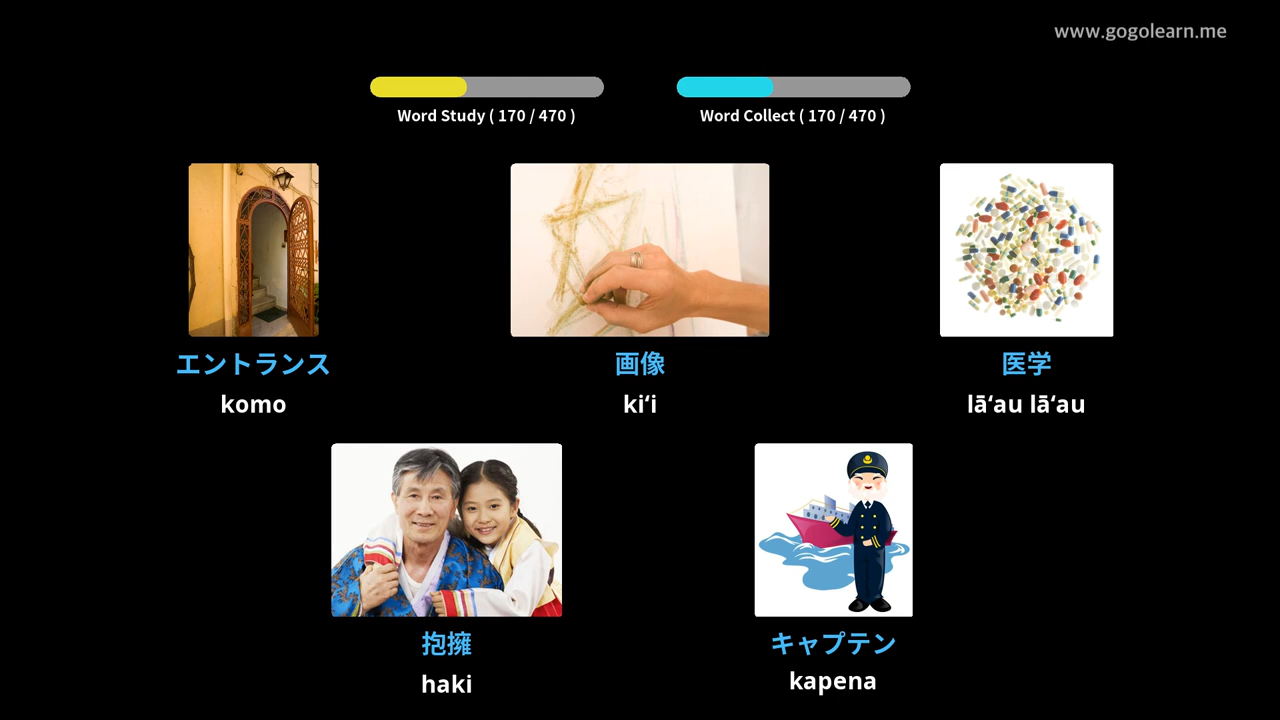 www.gogolearn.me
Word Study ( 170 / 470 )
Word Collect ( 170 / 470 )
エントランス
komo
画像
kiʻi
医学
lāʻau lāʻau
抱擁
haki
キャプテン
kapena